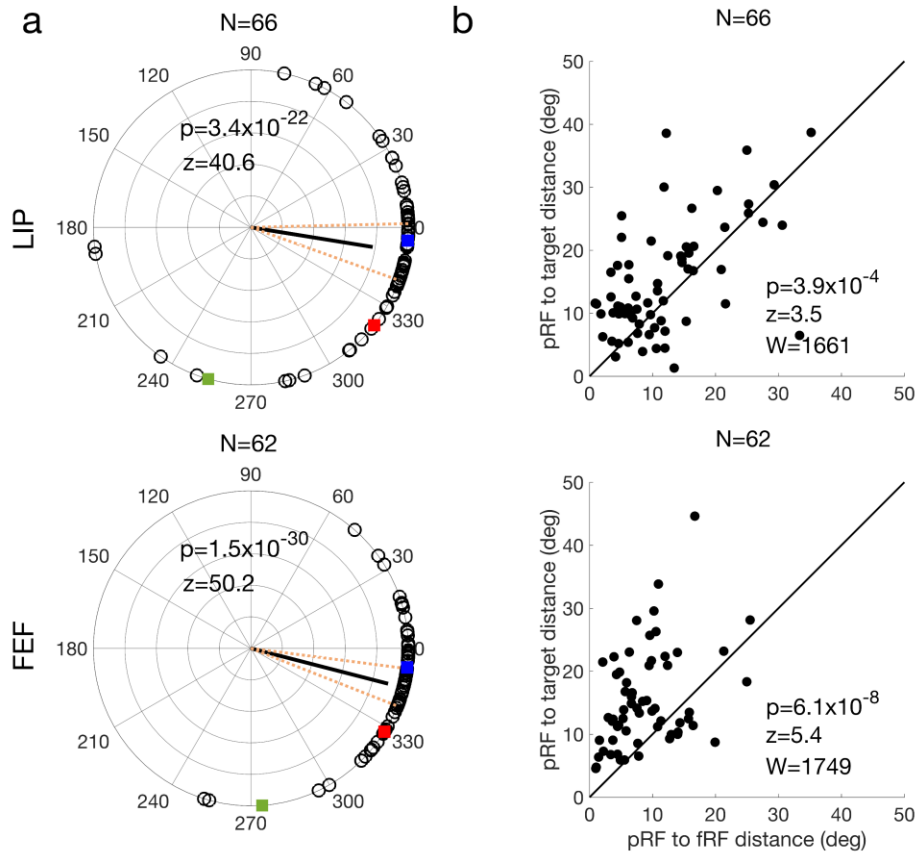 a
N=66
90
120
60
150
30
p=3.4x10-22
z=40.6
180
0
LIP
210
330
240
300
270
N=62
90
120
60
150
30
p=1.5x10-30
z=50.2
180
0
FEF
210
330
240
300
270
b
N=66
50
40
30
20
10
0
pRF to target distance (deg)
p=3.9x10-4
z=3.5
W=1661
0 10 20 30 40 50
N=62
50
40
30
20
10
0
pRF to target distance (deg)
p=6.1x10-8
z=5.4
W=1749
0 10 20 30 40 50
pRF to fRF distance (deg)